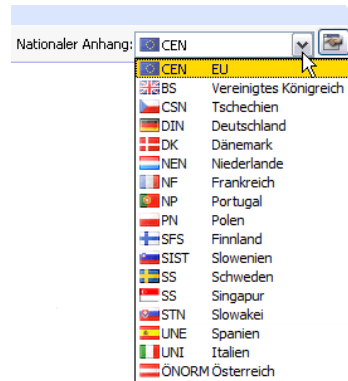 Nationaler Anhang: CEN
CEN EU
BS Vereinigtes Königreich
CSN Tschechien
DIN Deutschland
DK Dänemark
NEN Niederlande
NF Frankreich
NP Portugal
PN Polen
SFS Finnland
SIST Slowenien
SS Schweden
SS Singapur
STN Slowakei
UNE Spanien
UNI Italien
ÖNORM Österreich